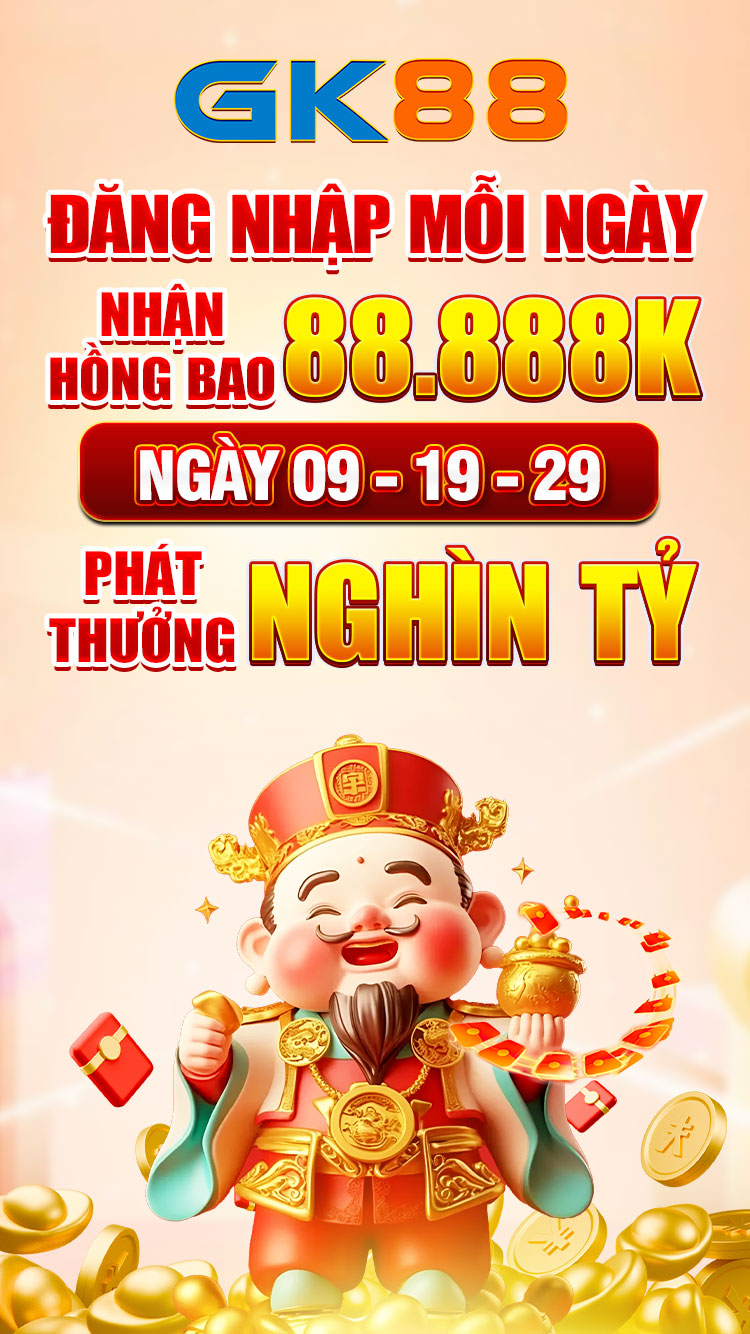 GK88
ĐĂNG NHẬP MỖI NGÀY
NHẬN
HỒNG BAO 88.888K
NGÀY 09 - 19 - 29
PHÁT
THƯỞNG NGHÌN TỶ